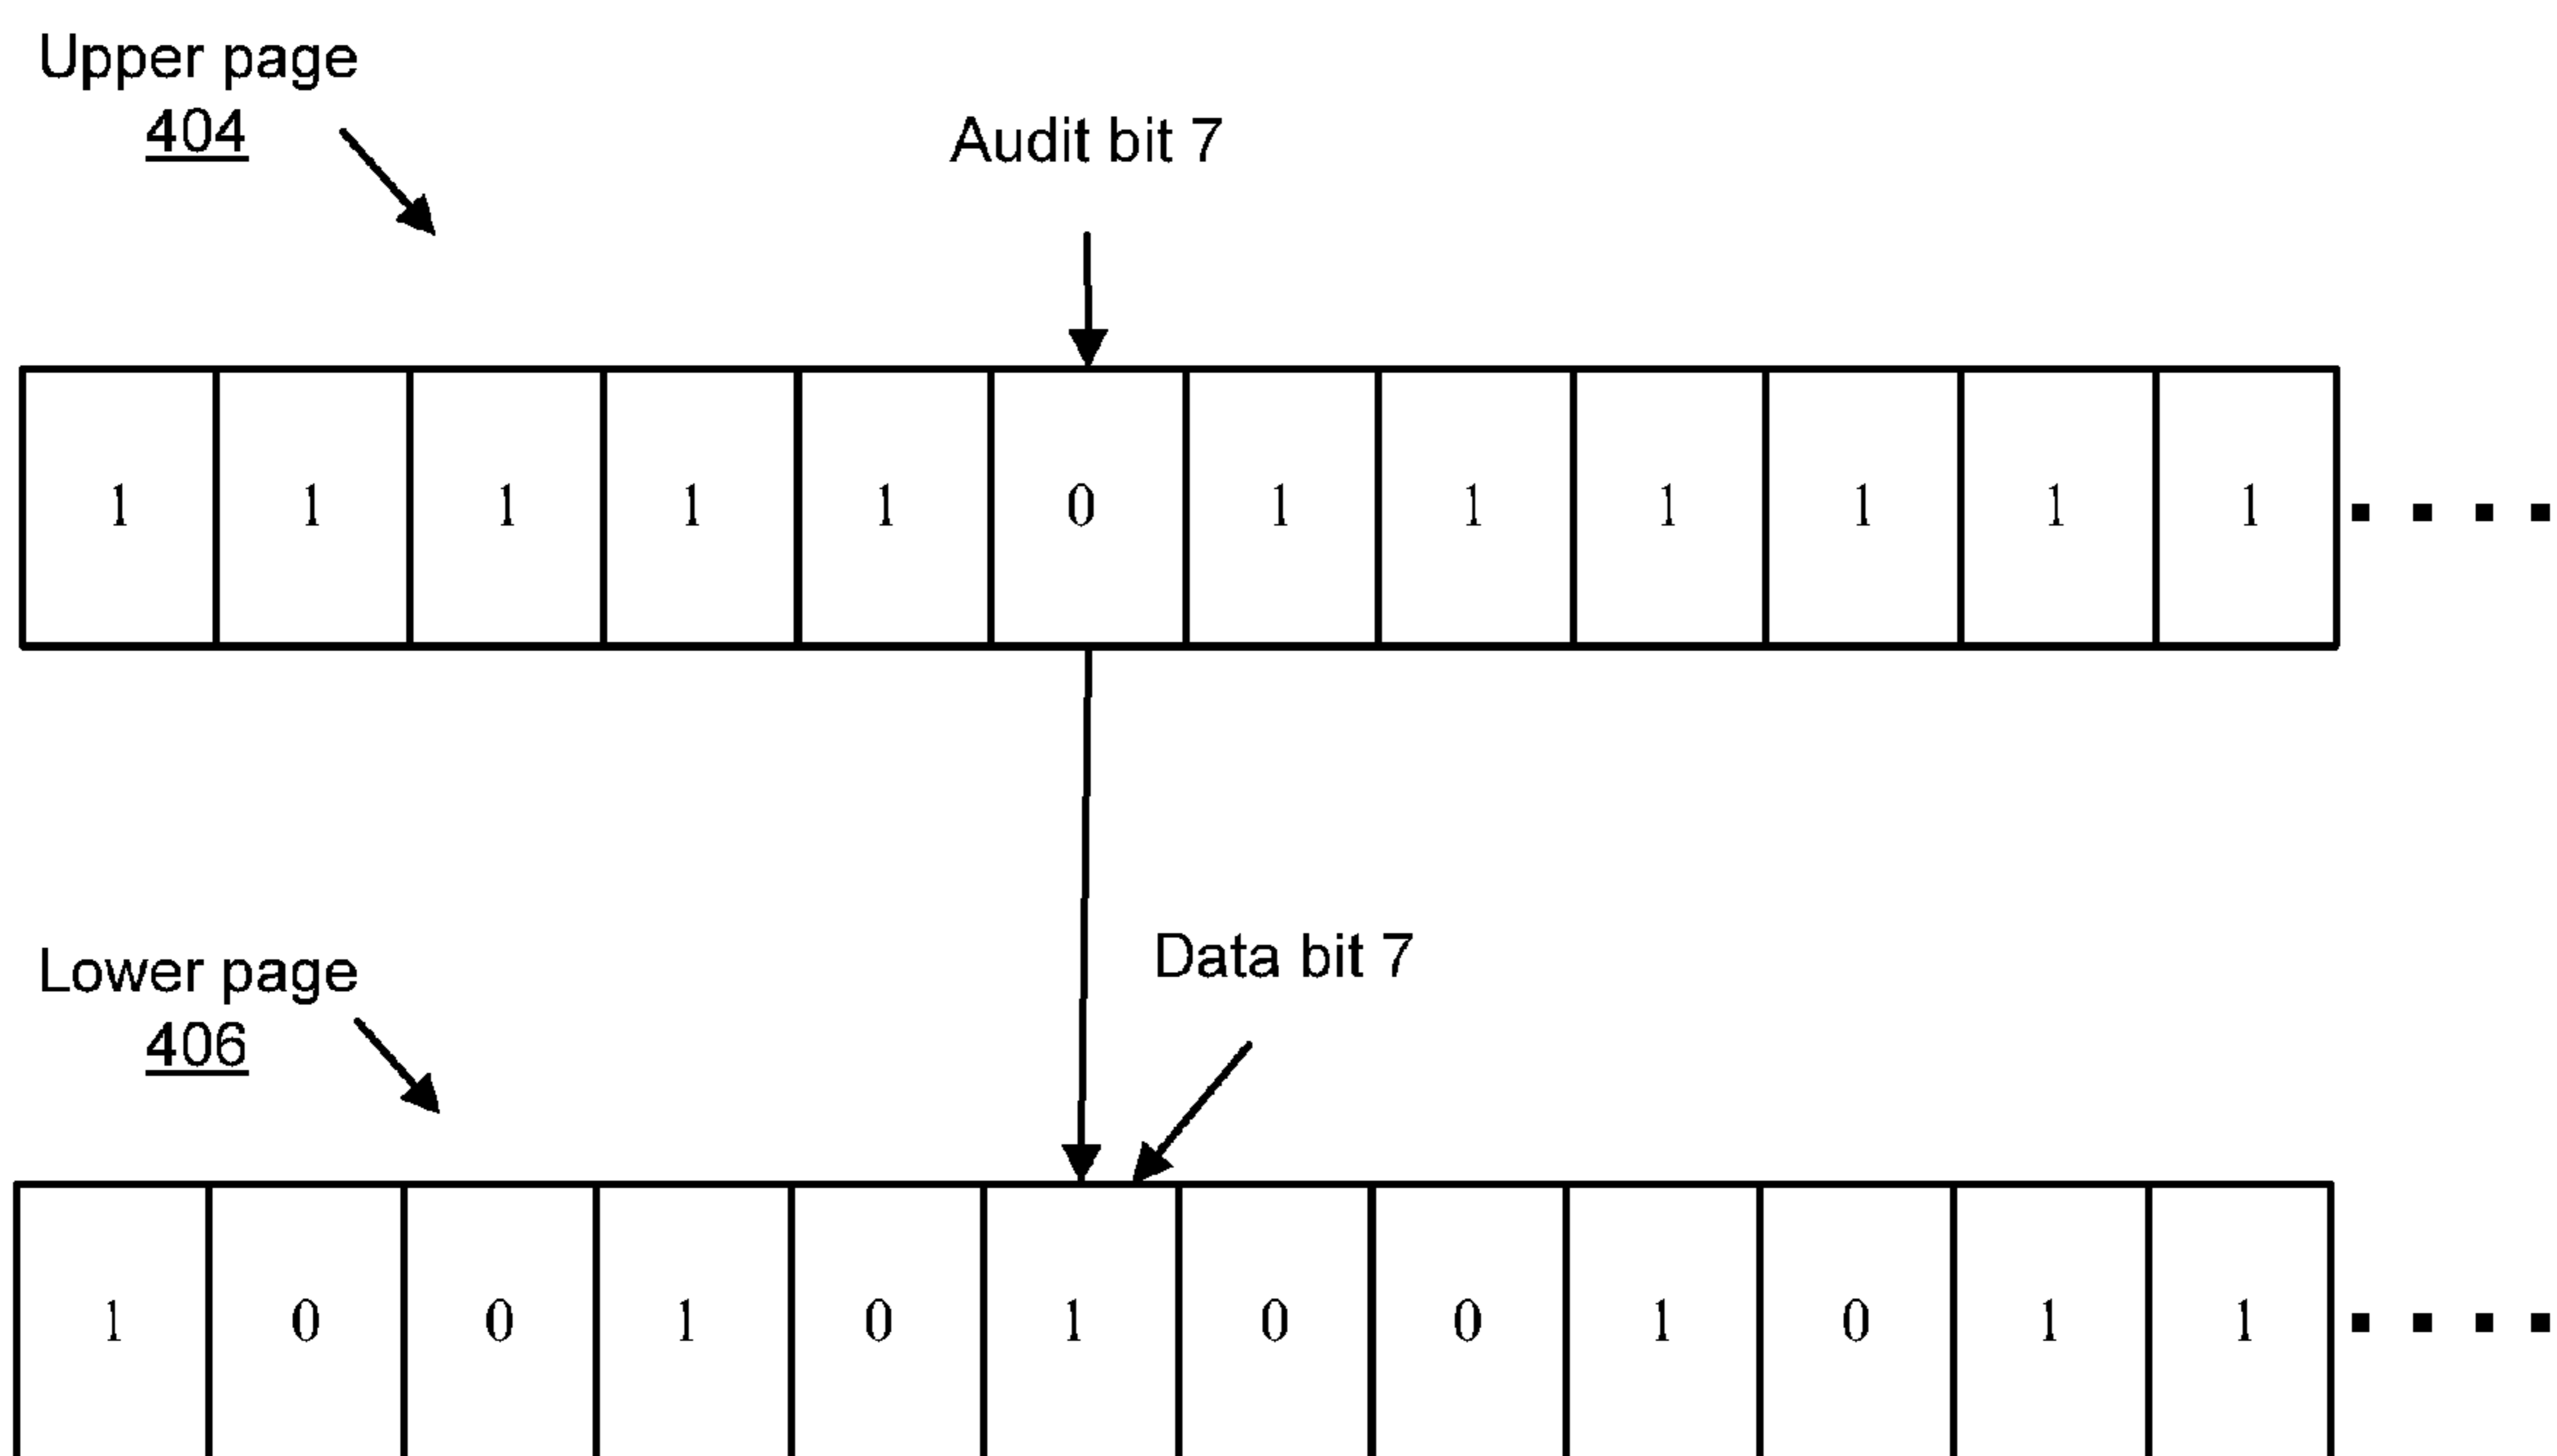 Upper page
404
Audit bit 7
1 1 1 1 1 0 1 1 1 1 1 1 . . . .
Lower page
406
Data bit 7
1 0 0 1 0 1 0 0 1 0 1 1 . . . .